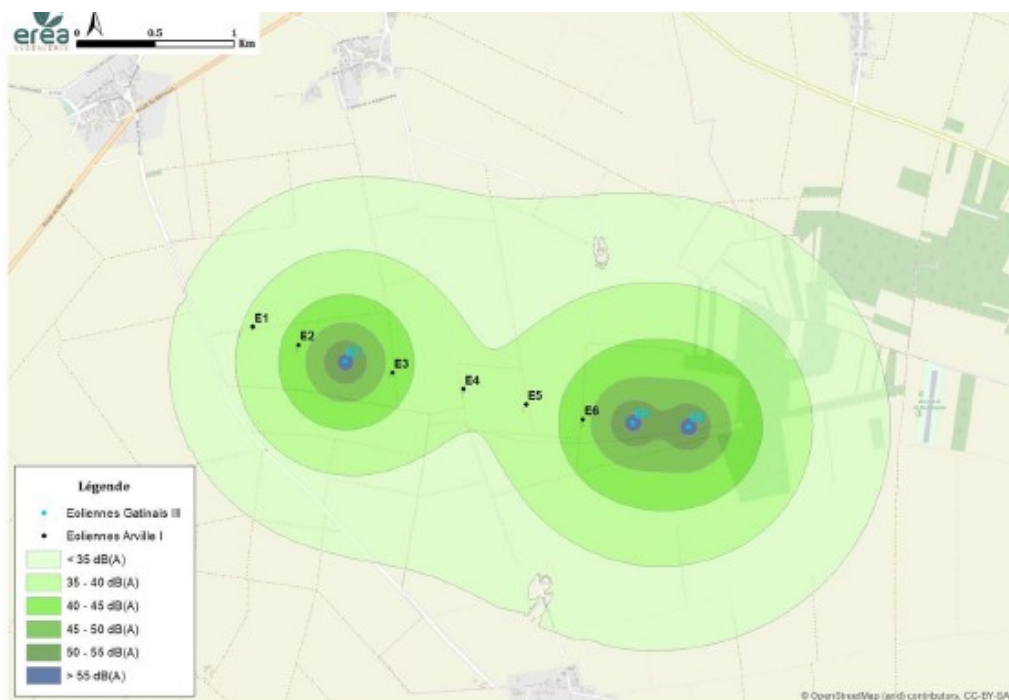 erea
INGENIERIE
0 0.5 1
Km
E1
E2
E3
E4
E5
E6
Légende
Eoliennes Gatinais III
Eoliennes Arville I
< 35 dB(A)
35 - 40 dB(A)
40 - 45 dB(A)
45 - 50 dB(A)
50 - 55 dB(A)
> 55 dB(A)
© OpenStreetMap (and) contributors, CC-BY-SA